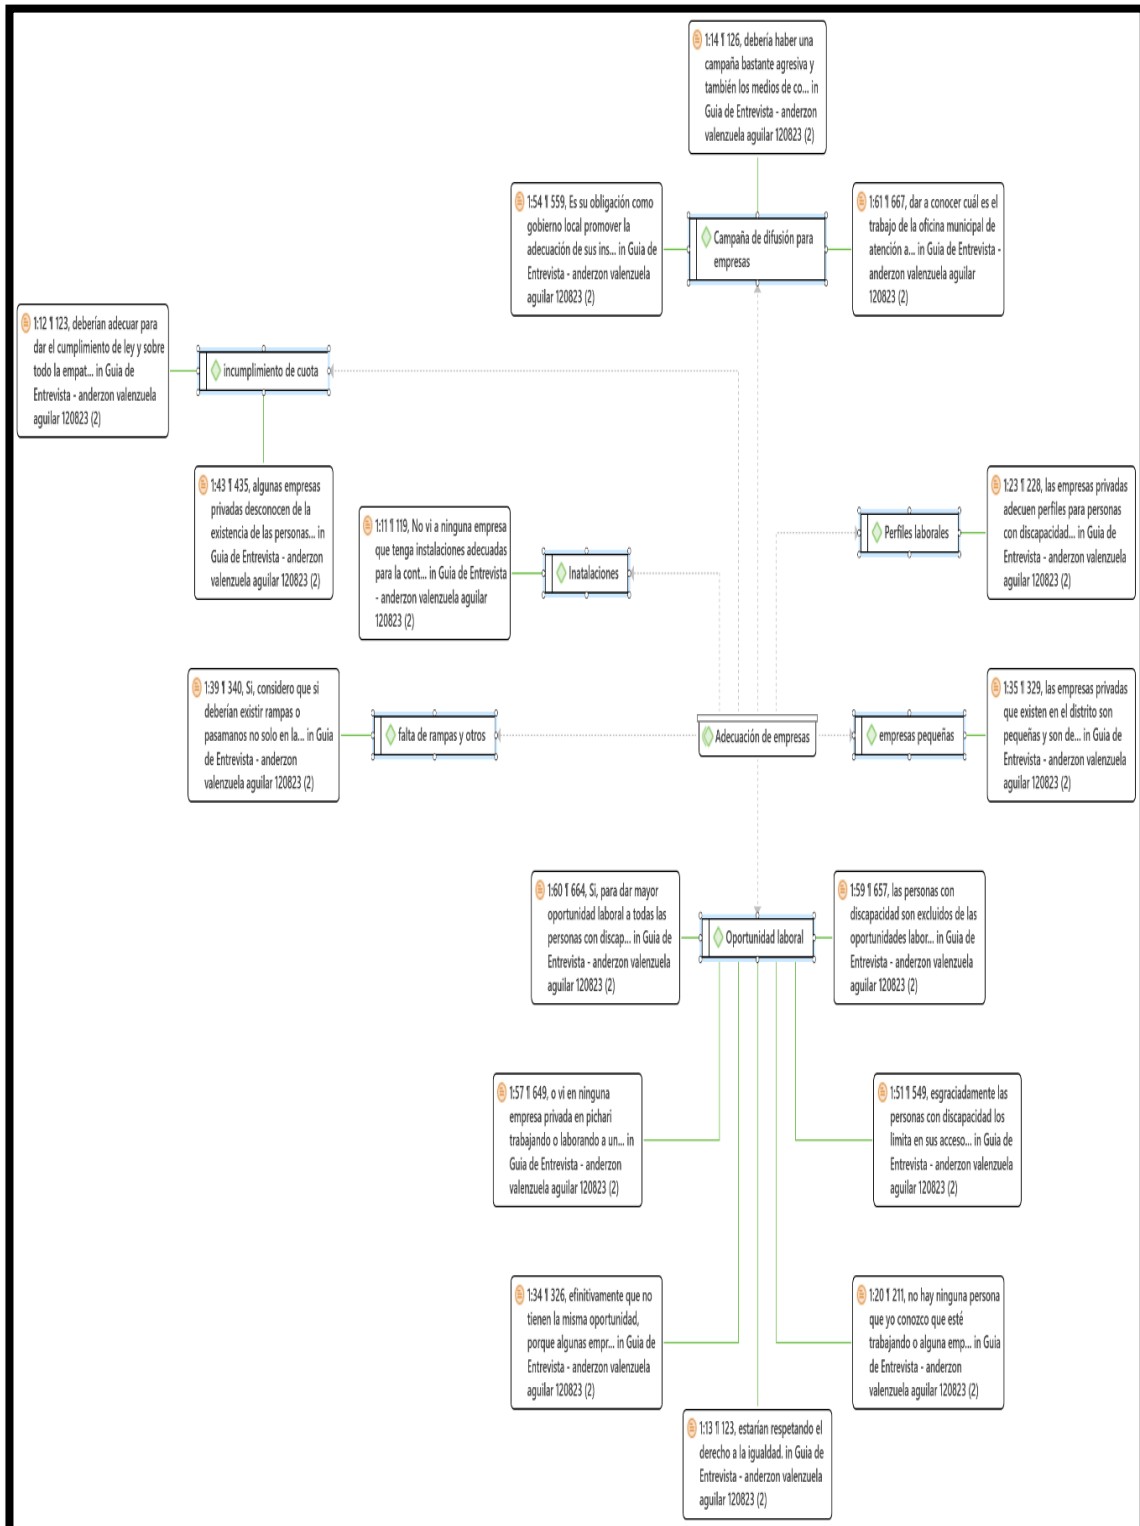 1:14 ¶ 126, debería haber una
campaña bastante agresiva y
también los medios de co... in
Guia de Entrevista - anderzon
valenzuela aguilar 120823 (2)
1:54 ¶ 559, Es su obligación como
gobierno local promover la
adecuación de sus ins... in Guia de
Entrevista - anderzon valenzuela
aguilar 120823 (2)
Campaña de difusión para
empresas
1:61 ¶ 667, dar a conocer cuál es el
trabajo de la oficina municipal de
atención a... in Guia de Entrevista -
anderzon valenzuela aguilar
120823 (2)
1:12 ¶ 123, deberían adecuar para
dar el cumplimiento de ley y sobre
todo la empat... in Guia de
Entrevista - anderzon valenzuela
aguilar 120823 (2)
incumplimiento de cuota
1:43 ¶ 435, algunas empresas
privadas desconocen de la
existencia de las personas... in
Guia de Entrevista - anderzon
valenzuela aguilar 120823 (2)
1:11 ¶ 119, No vi a ninguna empresa
que tenga instalaciones adecuadas
para la cont... in Guia de Entrevista
- anderzon valenzuela aguilar
120823 (2)
Instalaciones
Perfiles laborales
1:23 ¶ 228, las empresas privadas
adecuen perfiles para personas
con discapacidad... in Guia de
Entrevista - anderzon valenzuela
aguilar 120823 (2)
1:39 ¶ 340, Si, considero que si
deberían existir rampas o
pasamanos no solo en la... in Guia
de Entrevista - anderzon
valenzuela aguilar 120823 (2)
falta de rampas y otros
Adecuación de empresas
empresas pequeñas
1:35 ¶ 329, las empresas privadas
que existen en el distrito son
pequeñas y son de... in Guia de
Entrevista - anderzon valenzuela
aguilar 120823 (2)
1:60 ¶ 664, Si, para dar mayor
oportunidad laboral a todas las
personas con discap... in Guia de
Entrevista - anderzon valenzuela
aguilar 120823 (2)
Oportunidad laboral
1:59 ¶ 657, las personas con
discapacidad son excluidos de las
oportunidades labor... in Guia de
Entrevista - anderzon valenzuela
aguilar 120823 (2)
1:57 ¶ 649, o vi en ninguna
empresa privada en pichari
trabajando o laborando a un... in
Guia de Entrevista - anderzon
valenzuela aguilar 120823 (2)
1:51 ¶ 549, esgraciadamente las
personas con discapacidad los
limita en sus acceso... in Guia de
Entrevista - anderzon valenzuela
aguilar 120823 (2)
1:34 ¶ 326, efinitivamente que no
tienen la misma oportunidad,
porque algunas empr... in Guia de
Entrevista - anderzon valenzuela
aguilar 120823 (2)
1:20 ¶ 211, no hay ninguna persona
que yo conozco que esté
trabajando o alguna emp... in Guia
de Entrevista - anderzon
valenzuela aguilar 120823 (2)
1:13 ¶ 123, estarían respetando el
derecho a la igualdad. in Guia de
Entrevista - anderzon valenzuela
aguilar 120823 (2)